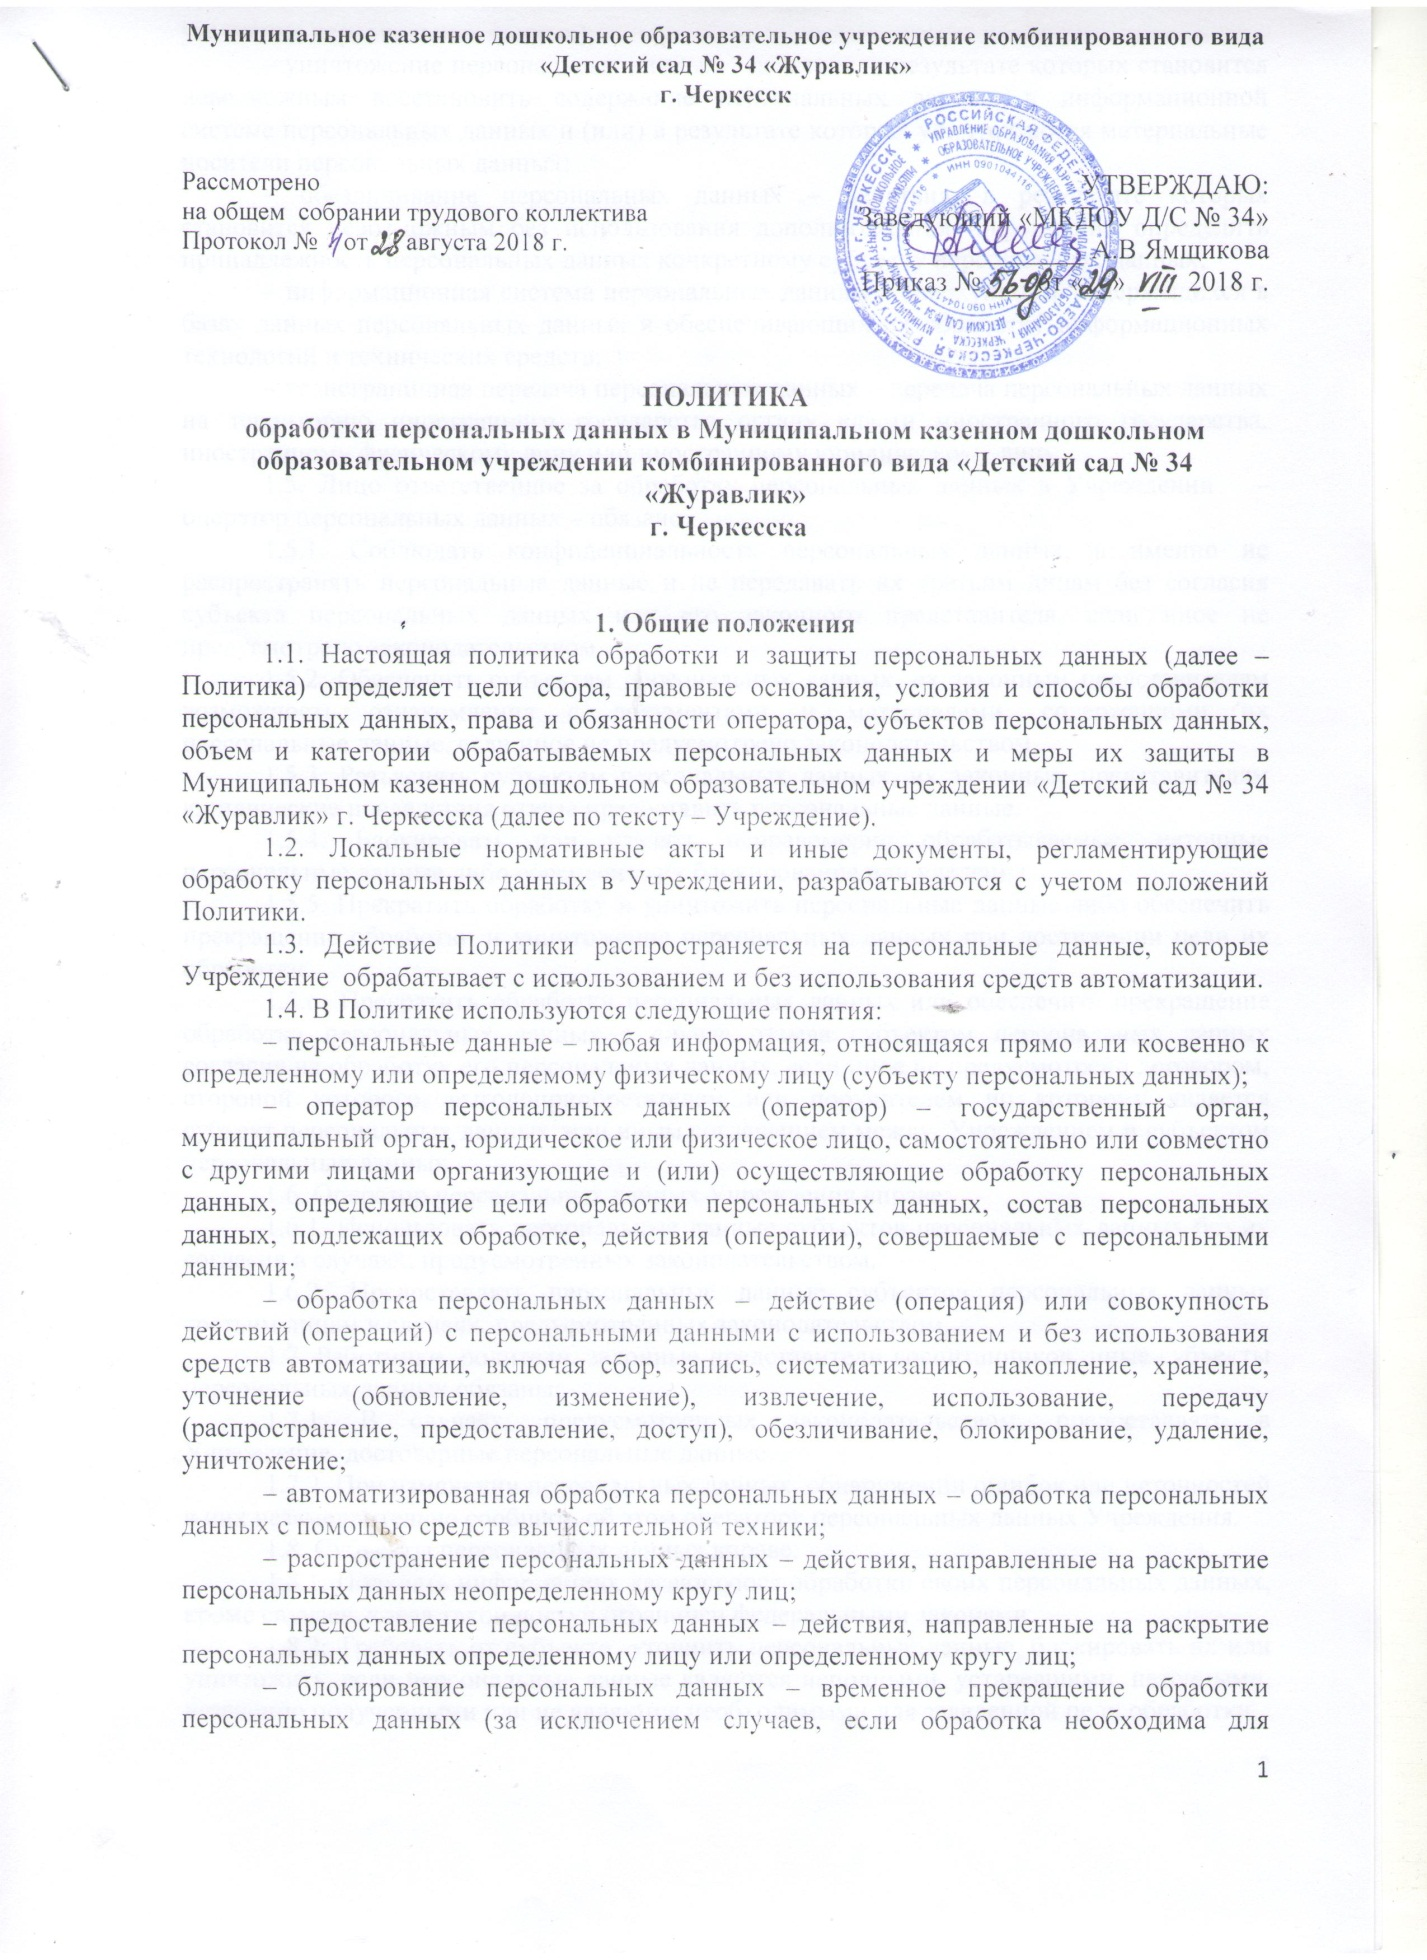 Муниципальное казенное дошкольное образовательное учреждение комбинированного вида
«Детский сад № 34 «Журавлик»
г. Черкесск
Рассмотрено
на общем собрании трудового коллектива
Протокол № 4 от 28 августа 2018 г.
УТВЕРЖДАЮ:
Заведующий «МКДОУ Д/С № 34»
А.В Ямщикова
Приказ № 56-од от «29» VIII 2018 г.
ПОЛИТИКА
обработки персональных данных в Муниципальном казенном дошкольном
образовательном учреждении комбинированного вида «Детский сад № 34
«Журавлик»
г. Черкесска
1. Общие положения
1.1. Настоящая политика обработки и защиты персональных данных (далее –
Политика) определяет цели сбора, правовые основания, условия и способы обработки
персональных данных, права и обязанности оператора, субъектов персональных данных,
объем и категории обрабатываемых персональных данных и меры их защиты в
Муниципальном казенном дошкольном образовательном учреждении «Детский сад № 34
«Журавлик» г. Черкесска (далее по тексту – Учреждение).
1.2. Локальные нормативные акты и иные документы, регламентирующие
обработку персональных данных в Учреждении, разрабатываются с учетом положений
Политики.
1.3. Действие Политики распространяется на персональные данные, которые
Учреждение обрабатывает с использованием и без использования средств автоматизации.
1.4. В Политике используются следующие понятия:
– персональные данные – любая информация, относящаяся прямо или косвенно к
определенному или определяемому физическому лицу (субъекту персональных данных);
– оператор персональных данных (оператор) – государственный орган,
муниципальный орган, юридическое или физическое лицо, самостоятельно или совместно
с другими лицами организующие и (или) осуществляющие обработку персональных
данных, определяющие цели обработки персональных данных, состав персональных
данных, подлежащих обработке, действия (операции), совершаемые с персональными
данными;
– обработка персональных данных – действие (операция) или совокупность
действий (операций) с персональными данными с использованием и без использования
средств автоматизации, включая сбор, запись, систематизацию, накопление, хранение,
уточнение (обновление, изменение), извлечение, использование, передачу
(распространение, предоставление, доступ), обезличивание, блокирование, удаление,
уничтожение;
– автоматизированная обработка персональных данных – обработка персональных
данных с помощью средств вычислительной техники;
– распространение персональных данных – действия, направленные на раскрытие
персональных данных неопределенному кругу лиц;
– предоставление персональных данных – действия, направленные на раскрытие
персональных данных определенному лицу или определенному кругу лиц;
– блокирование персональных данных – временное прекращение обработки
персональных данных (за исключением случаев, если обработка необходима для
1